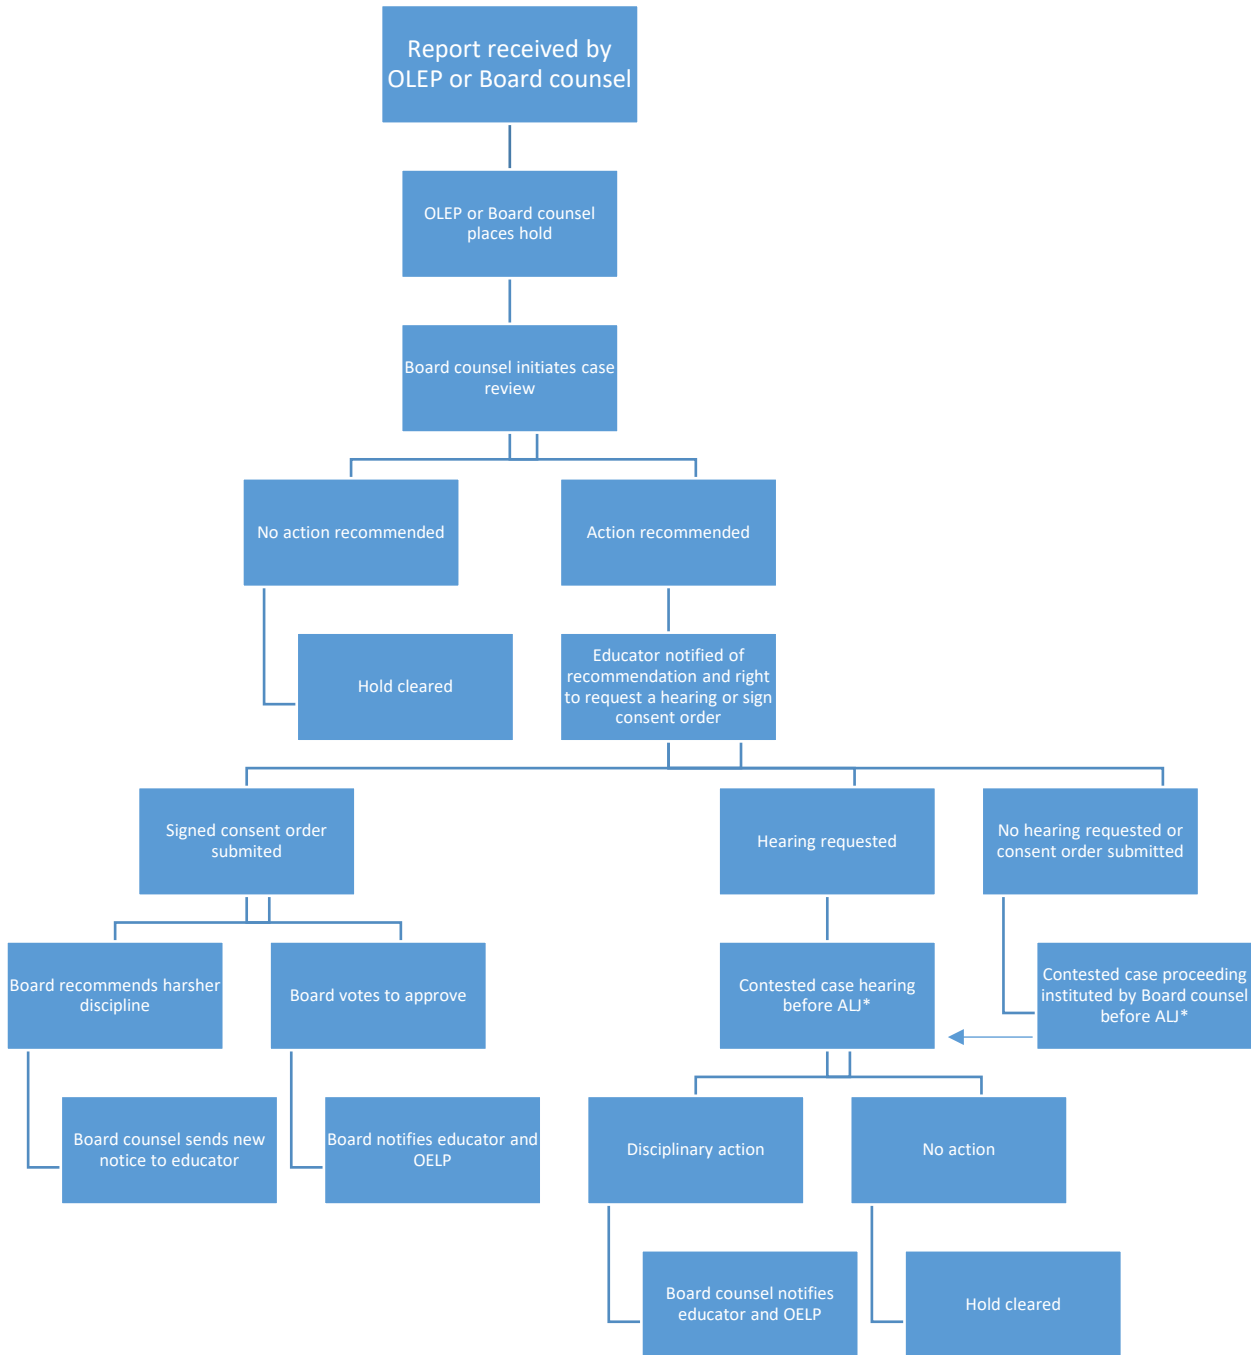 Report received by
OLEP or Board counsel
OLEP or Board counsel
places hold
Board counsel initiates case
review
No action recommended
Action recommended
Hold cleared
Educator notified of
recommendation and right
to request a hearing or sign
consent order
Signed consent order
submited
Hearing requested
No hearing requested or
consent order submitted
Board recommends harsher
discipline
Board votes to approve
Contested case hearing
before ALJ*
Contested case proceeding
instituted by Board counsel
before ALJ*
Board counsel sends new
notice to educator
Board notifies educator and
OELP
Disciplinary action
No action
Board counsel notifies
educator and OELP
Hold cleared